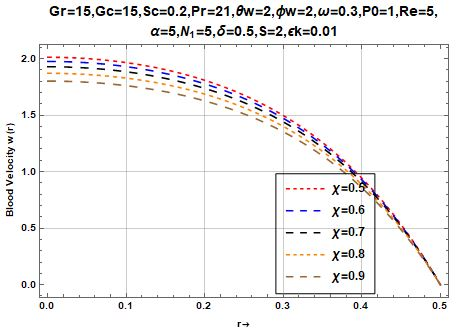 Gr=15,Gc=15,Sc=0.2,Pr=21,θw=2,ϕw=2,ω=0.3,P0=1,Re=5,
α=5,N₁=5,δ=0.5,S=2,ϵk=0.01
Blood Velocity w (r)
2.0
1.5
1.0
0.5
0.0
χ=0.5
χ=0.6
χ=0.7
χ=0.8
χ=0.9
0.0 0.1 0.2 0.3 0.4 0.5
r→